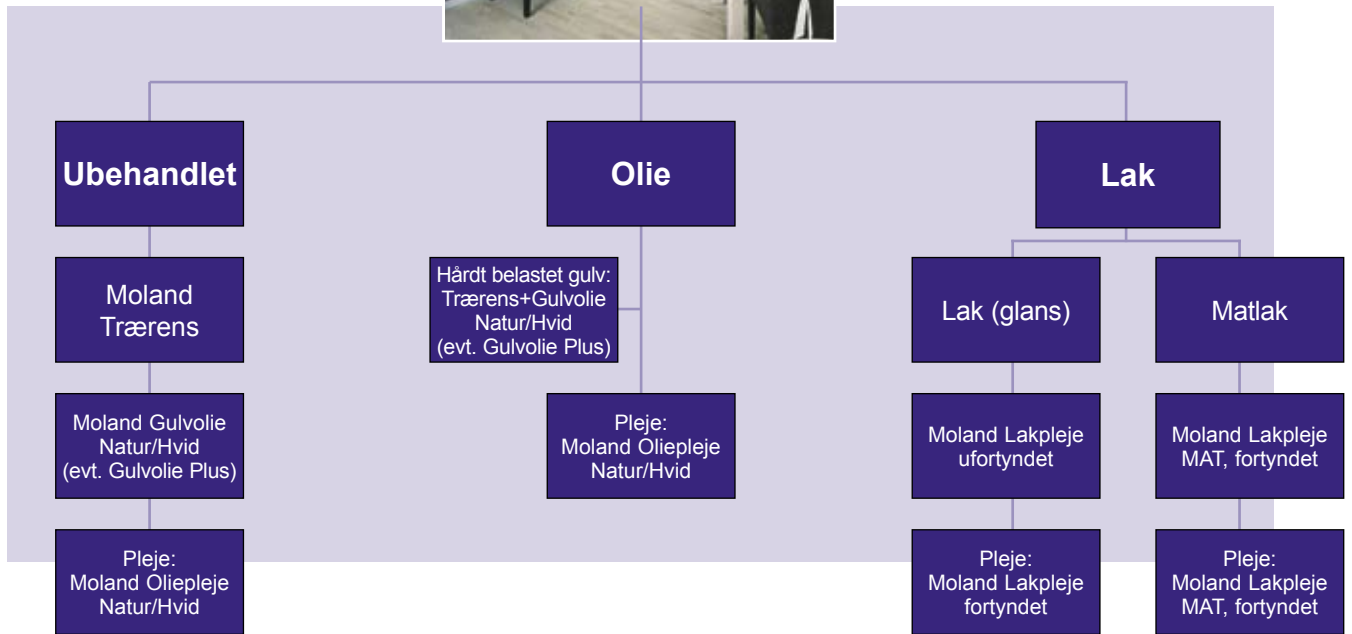 Ubehandlet
Olie
Lak
Moland
Trærens
Hårdt belastet gulv:
Trærens+Gulvolie
Natur/Hvid
(evt. Gulvolie Plus)
Lak (glans)
Matlak
Moland Gulvolie
Natur/Hvid
(evt. Gulvolie Plus)
Pleje:
Moland Oliepleje
Natur/Hvid
Moland Lakpleje
ufortyndet
Moland Lakpleje
MAT, fortyndet
Pleje:
Moland Oliepleje
Natur/Hvid
Pleje:
Moland Lakpleje
fortyndet
Pleje:
Moland Lakpleje
MAT, fortyndet